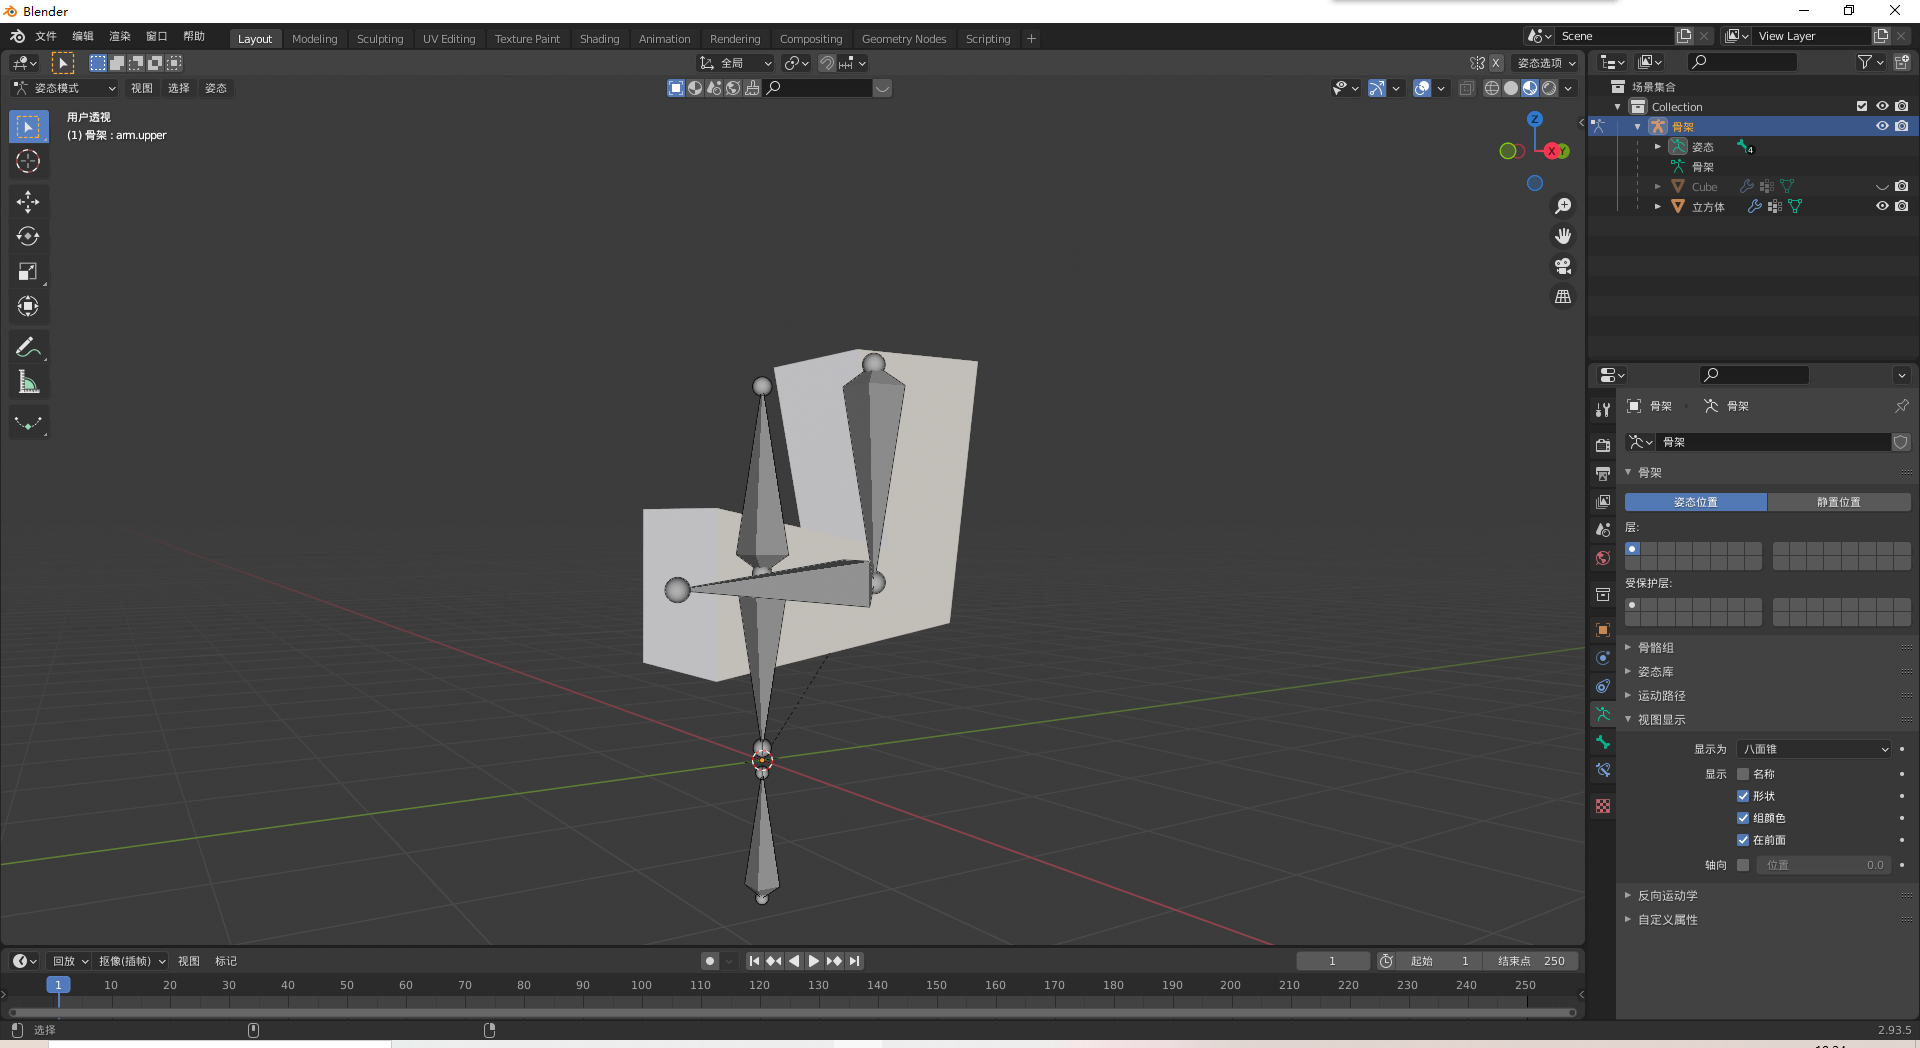 Blender
文件 编辑 渲染 窗口 帮助 Layout Modeling Sculpting UV Editing Texture Paint Shading Animation Rendering Compositing Geometry Nodes Scripting + Scene View Layer
全局 X 姿态选项
姿态模式 视图 选择 姿态
用户透视
(1) 骨架 : arm.upper
Z
X Y
场景集合
Collection
骨架
姿态 4
骨架
Cube
立方体
骨架 骨架
骨架
骨架
姿态位置 静置位置
层:
受保护层:
骨骼组
姿态库
运动路径
视图显示
显示为 八面锥
显示 名称
形状
组颜色
在前面
轴向 位置 0.0
反向运动学
自定义属性
回放 抠像(插帧) 视图 标记 1 起始 1 结束点 250
1 10 20 30 40 50 60 70 80 90 100 110 120 130 140 150 160 170 180 190 200 210 220 230 240 250
选择 2.93.5